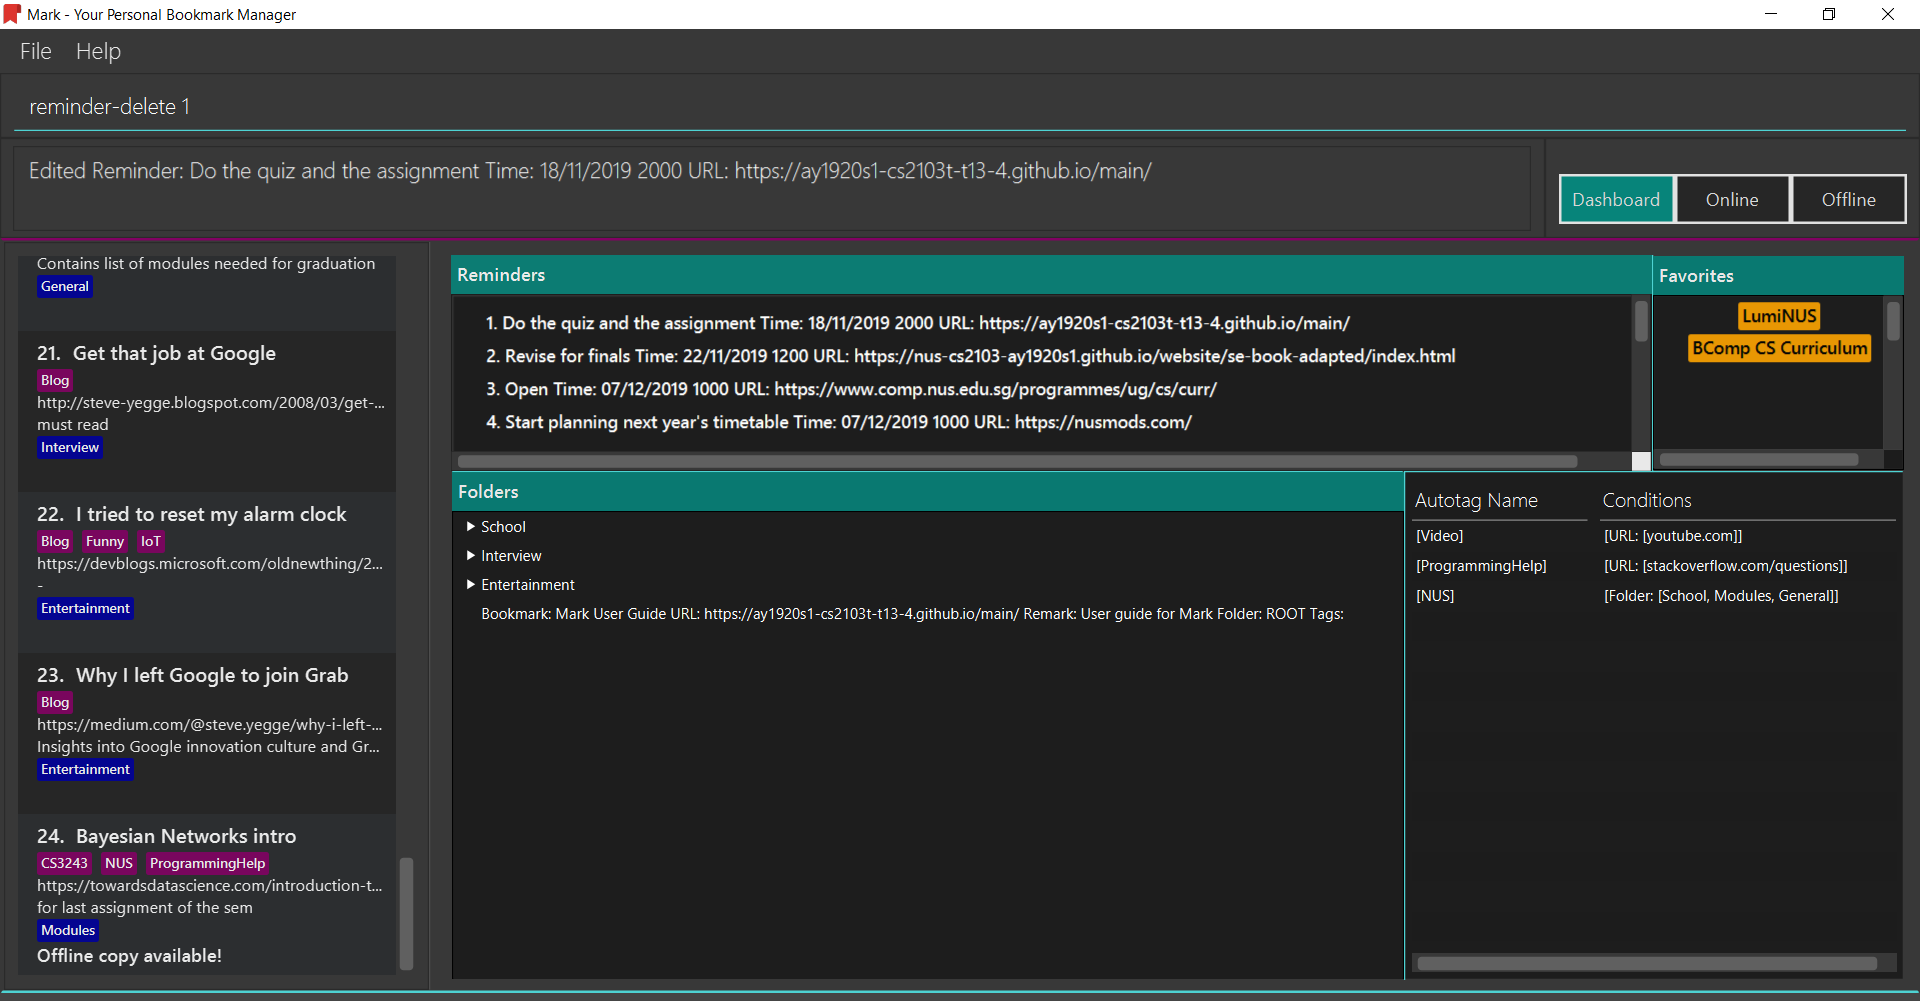 Mark - Your Personal Bookmark Manager
File Help
reminder-delete 1
Edited Reminder: Do the quiz and the assignment Time: 18/11/2019 2000 URL: https://ay1920s1-cs2103t-t13-4.github.io/main/
Dashboard Online Offline
Contains list of modules needed for graduation
General
21. Get that job at Google
Blog
http://steve-yegge.blogspot.com/2008/03/get-...
must read
Interview
22. I tried to reset my alarm clock
Blog Funny IoT
https://devblogs.microsoft.com/oldnewthing/2...
-
Entertainment
23. Why I left Google to join Grab
Blog
https://medium.com/@steve.yegge/why-i-left-...
Insights into Google innovation culture and Gr...
Entertainment
24. Bayesian Networks intro
CS3243 NUS ProgrammingHelp
https://towardsdatascience.com/introduction-t...
for last assignment of the sem
Modules
Offline copy available!
Reminders
1. Do the quiz and the assignment Time: 18/11/2019 2000 URL: https://ay1920s1-cs2103t-t13-4.github.io/main/
2. Revise for finals Time: 22/11/2019 1200 URL: https://nus-cs2103-ay1920s1.github.io/website/se-book-adapted/index.html
3. Open Time: 07/12/2019 1000 URL: https://www.comp.nus.edu.sg/programmes/ug/cs/curr/
4. Start planning next year's timetable Time: 07/12/2019 1000 URL: https://nusmods.com/
Favorites
LumiNUS
BComp CS Curriculum
Folders
School
Interview
Entertainment
Bookmark: Mark User Guide URL: https://ay1920s1-cs2103t-t13-4.github.io/main/ Remark: User guide for Mark Folder: ROOT Tags:
Autotag Name Conditions
[Video] [URL: [youtube.com]]
[ProgrammingHelp] [URL: [stackoverflow.com/questions]]
[NUS] [Folder: [School, Modules, General]]